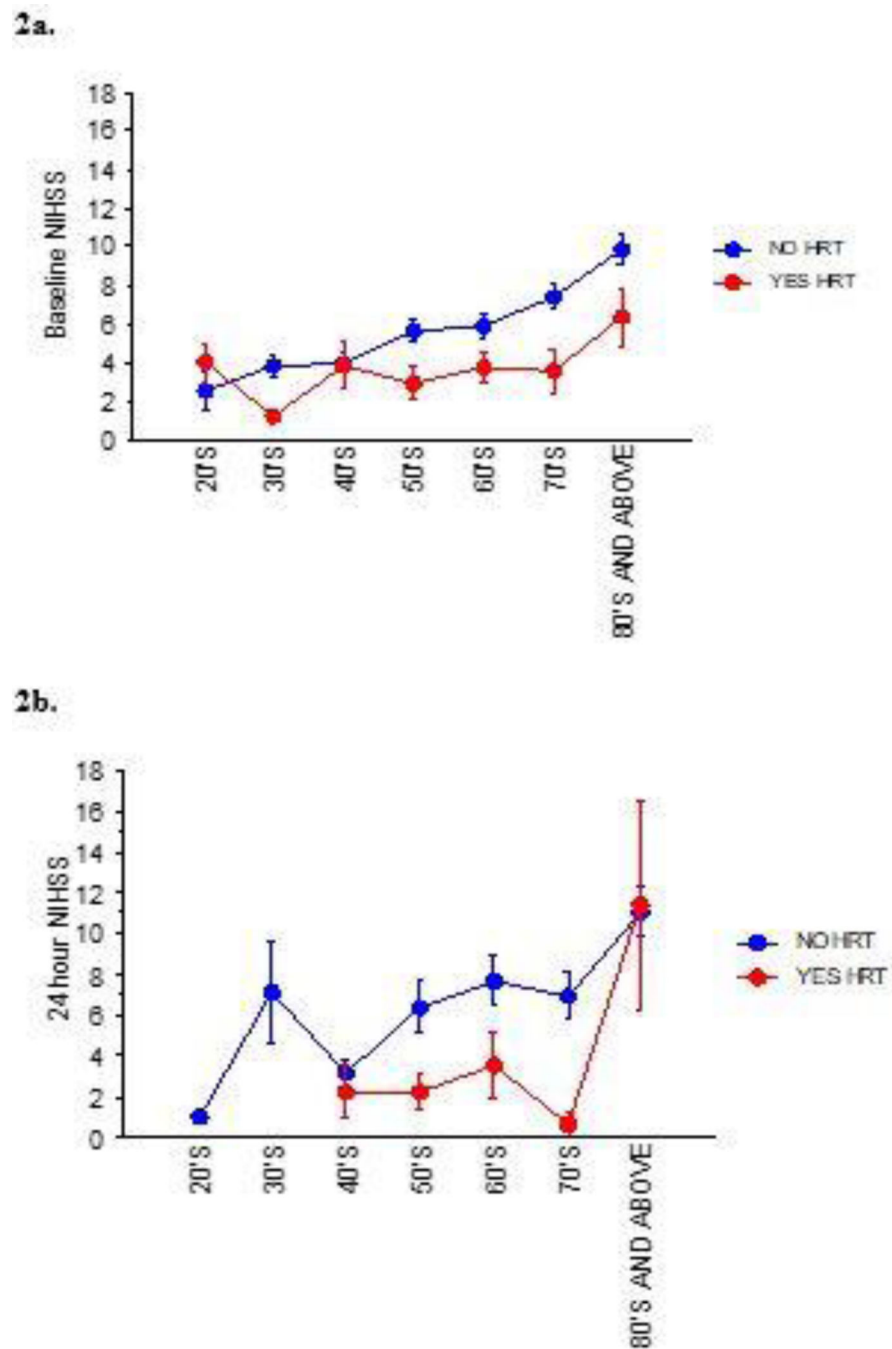 2a.
18
16
14
12
10
8
6
4
2
0
Baseline NIHSS
20'S
30'S
40'S
50'S
60'S
70'S
80'S AND ABOVE
NO HRT
YES HRT
2b.
18
16
14
12
10
8
6
4
2
0
24 hour NIHSS
20'S
30'S
40'S
50'S
60'S
70'S
80'S AND ABOVE
NO HRT
YES HRT